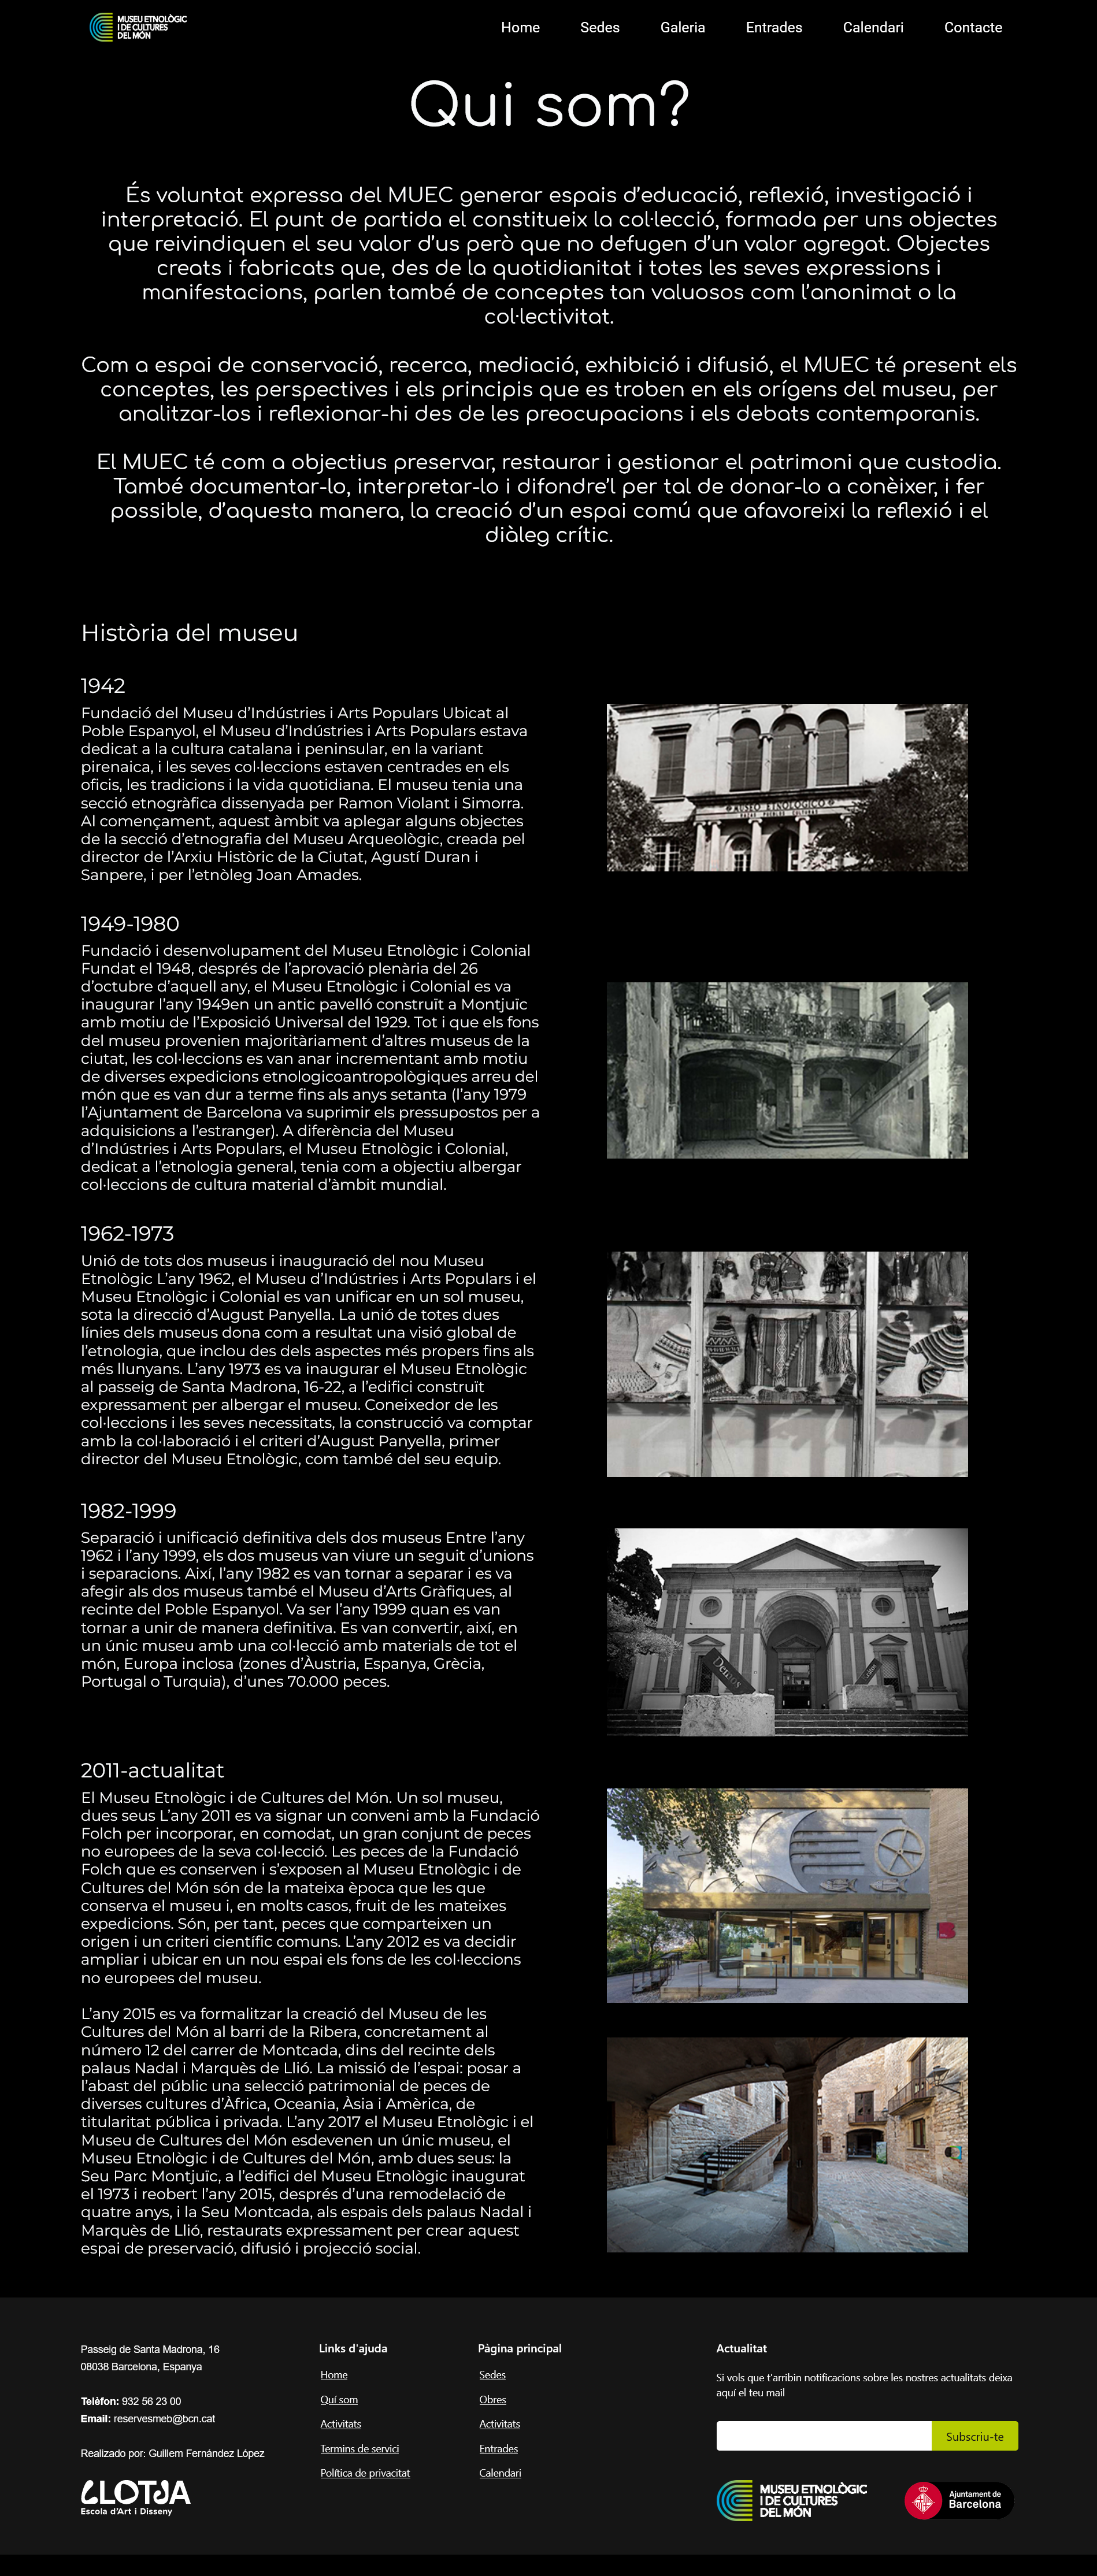 MUSEU ETNOLÒGIC
I DE CULTURES
DEL MÓN
Home
Sedes
Galeria
Entrades
Calendari
Contacte
Qui som?
És voluntat expressa del MUEC generar espais d'educació, reflexió, investigació i
interpretació. El punt de partida el constitueix la col·lecció, formada per uns objectes
que reivindiquen el seu valor d'us però que no defugen d'un valor agregat. Objectes
creats i fabricats que, des de la quotidianitat i totes les seves expressions i
manifestacions, parlen també de conceptes tan valuosos com l'anonimat o la
col·lectivitat.
Com a espai de conservació, recerca, mediació, exhibició i difusió, el MUEC té present els
conceptes, les perspectives i els principis que es troben en els orígens del museu, per
analitzar-los i reflexionar-hi des de les preocupacions i els debats contemporanis.
El MUEC té com a objectius preservar, restaurar i gestionar el patrimoni que custodia.
També documentar-lo, interpretar-lo i difondre'l per tal de donar-lo a conèixer, i fer
possible, d'aquesta manera, la creació d'un espai comú que afavoreixi la reflexió i el
diàleg crític.
Història del museu
1942
Fundació del Museu d'Indústries i Arts Populars Ubicat al
Poble Espanyol, el Museu d'Indústries i Arts Populars estava
dedicat a la cultura catalana i peninsular, en la variant
pirenaica, i les seves col·leccions estaven centrades en els
oficis, les tradicions i la vida quotidiana. El museu tenia una
secció etnogràfica dissenyada per Ramon Violant i Simorra.
Al començament, aquest àmbit va aplegar alguns objectes
de la secció d'etnografia del Museu Arqueològic, creada pel
director de l'Arxiu Històric de la Ciutat, Agustí Duran i
Sanpere, i per l'etnòleg Joan Amades.
MUSEO ETNOLOGICO
1949-1980
Fundació i desenvolupament del Museu Etnològic i Colonial
Fundat el 1948, després de l'aprovació plenària del 26
d'octubre d'aquell any, el Museu Etnològic i Colonial es va
inaugurar l'any 1949en un antic pavelló construït a Montjuïc
amb motiu de l'Exposició Universal del 1929. Tot i que els fons
del museu provenien majoritàriament d'altres museus de la
ciutat, les col·leccions es van anar incrementant amb motiu
de diverses expedicions etnologicoantropològiques arreu del
món que es van dur a terme fins als anys setanta (l'any 1979
l'Ajuntament de Barcelona va suprimir els pressupostos per a
adquisicions a l'estranger). A diferència del Museu
d'Indústries i Arts Populars, el Museu Etnològic i Colonial,
dedicat a l'etnologia general, tenia com a objectiu albergar
col·leccions de cultura material d'àmbit mundial.
1962-1973
Unió de tots dos museus i inauguració del nou Museu
Etnològic L'any 1962, el Museu d'Indústries i Arts Populars i el
Museu Etnològic i Colonial es van unificar en un sol museu,
sota la direcció d'August Panyella. La unió de totes dues
línies dels museus dona com a resultat una visió global de
l'etnologia, que inclou des dels aspectes més propers fins als
més llunyans. L'any 1973 es va inaugurar el Museu Etnològic
al passeig de Santa Madrona, 16-22, a l'edifici construït
expressament per albergar el museu. Coneixedor de les
col·leccions i les seves necessitats, la construcció va comptar
amb la col·laboració i el criteri d'August Panyella, primer
director del Museu Etnològic, com també del seu equip.
1982-1999
Separació i unificació definitiva dels dos museus Entre l'any
1962 i l'any 1999, els dos museus van viure un seguit d'unions
i separacions. Així, l'any 1982 es van tornar a separar i es va
afegir als dos museus també el Museu d'Arts Gràfiques, al
recinte del Poble Espanyol. Va ser l'any 1999 quan es van
tornar a unir de manera definitiva. Es van convertir, així, en
un únic museu amb una col·lecció amb materials de tot el
món, Europa inclosa (zones d'Àustria, Espanya, Grècia,
Portugal o Turquia), d'unes 70.000 peces.
2011-actualitat
El Museu Etnològic i de Cultures del Món. Un sol museu,
dues seus L'any 2011 es va signar un conveni amb la Fundació
Folch per incorporar, en comodat, un gran conjunt de peces
no europees de la seva col·lecció. Les peces de la Fundació
Folch que es conserven i s'exposen al Museu Etnològic i de
Cultures del Món són de la mateixa època que les que
conserva el museu i, en molts casos, fruit de les mateixes
expedicions. Són, per tant, peces que comparteixen un
origen i un criteri científic comuns. L'any 2012 es va decidir
ampliar i ubicar en un nou espai els fons de les col·leccions
no europees del museu.
L'any 2015 es va formalitzar la creació del Museu de les
Cultures del Món al barri de la Ribera, concretament al
número 12 del carrer de Montcada, dins del recinte dels
palaus Nadal i Marquès de Llió. La missió de l'espai: posar a
l'abast del públic una selecció patrimonial de peces de
diverses cultures d'Àfrica, Oceania, Àsia i Amèrica, de
titularitat pública i privada. L'any 2017 el Museu Etnològic i el
Museu de Cultures del Món esdevenen un únic museu, el
Museu Etnològic i de Cultures del Món, amb dues seus: la
Seu Parc Montjuïc, a l'edifici del Museu Etnològic inaugurat
el 1973 i reobert l'any 2015, després d'una remodelació de
quatre anys, i la Seu Montcada, als espais dels palaus Nadal i
Marquès de Llió, restaurats expressament per crear aquest
espai de preservació, difusió i projecció social.
Passeig de Santa Madrona, 16
08038 Barcelona, Espanya
Telèfon: 932 56 23 00
Email: reservesmeb@bcn.cat
Realizado por: Guillem Fernández López
LLOTJA
Escola d'Art i Disseny
Links d'ajuda
Home
Quí som
Activitats
Termins de servici
Política de privacitat
Pàgina principal
Sedes
Obres
Activitats
Entrades
Calendari
Actualitat
Si vols que t'arribin notificacions sobre les nostres actualitats deixa
aquí el teu mail
Subscriu-te
MUSEU ETNOLÒGIC
I DE CULTURES
DEL MÓN
Ajuntament de
Barcelona